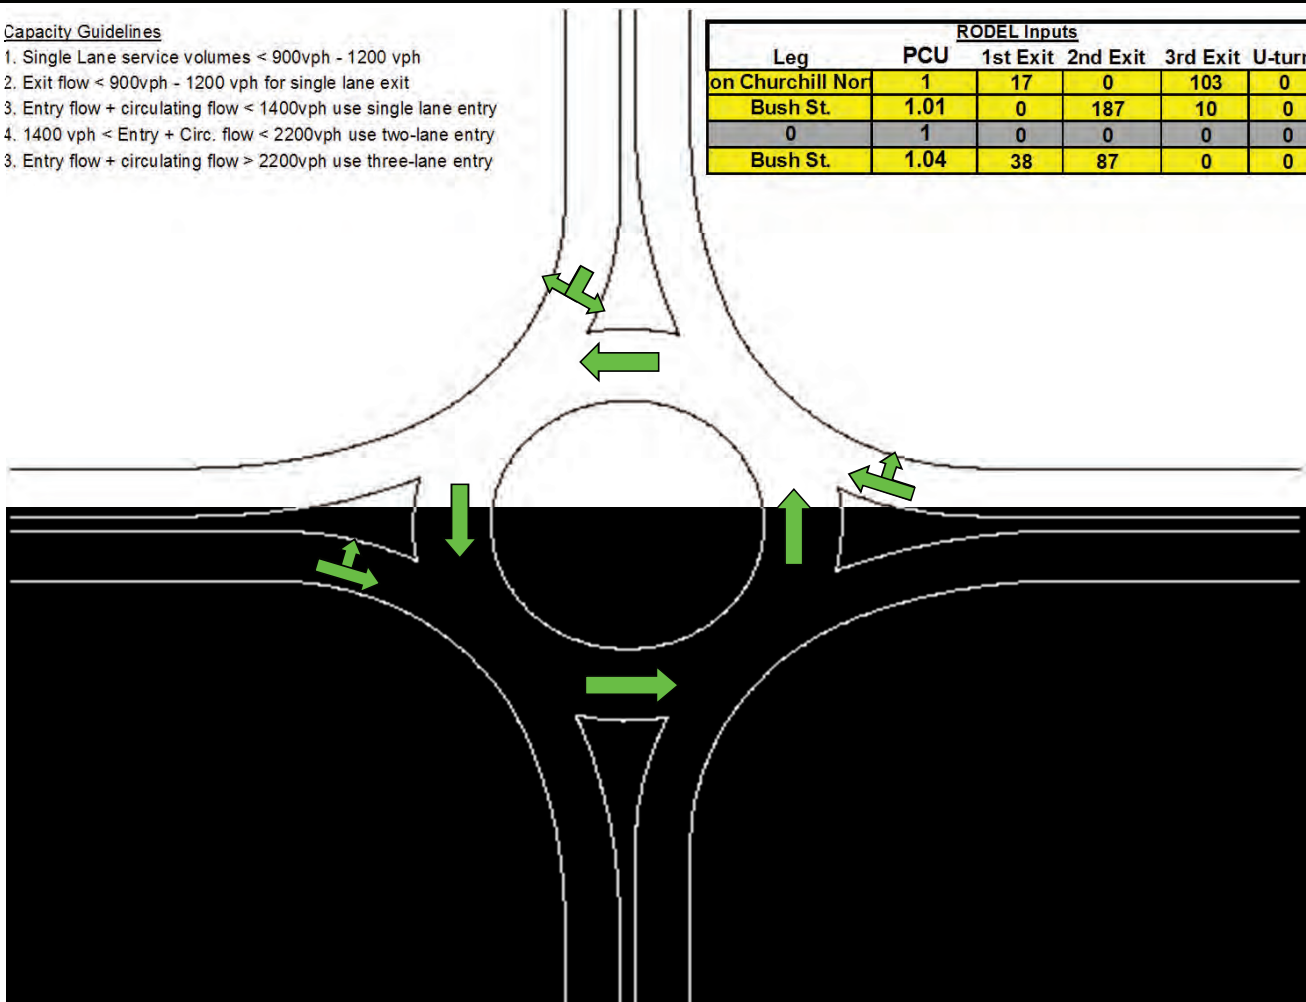 Capacity Guidelines
1. Single Lane service volumes < 900vph - 1200 vph
2. Exit flow < 900vph - 1200 vph for single lane exit
3. Entry flow + circulating flow < 1400vph use single lane entry
4. 1400 vph < Entry + Circ. flow < 2200vph use two-lane entry
3. Entry flow + circulating flow > 2200vph use three-lane entry
RODEL Inputs
Leg PCU 1st Exit 2nd Exit 3rd Exit U-turn
on Churchill Nort 1 17 0 103 0
Bush St. 1.01 0 187 10 0
0 1 0 0 0 0
Bush St. 1.04 38 87 0 0